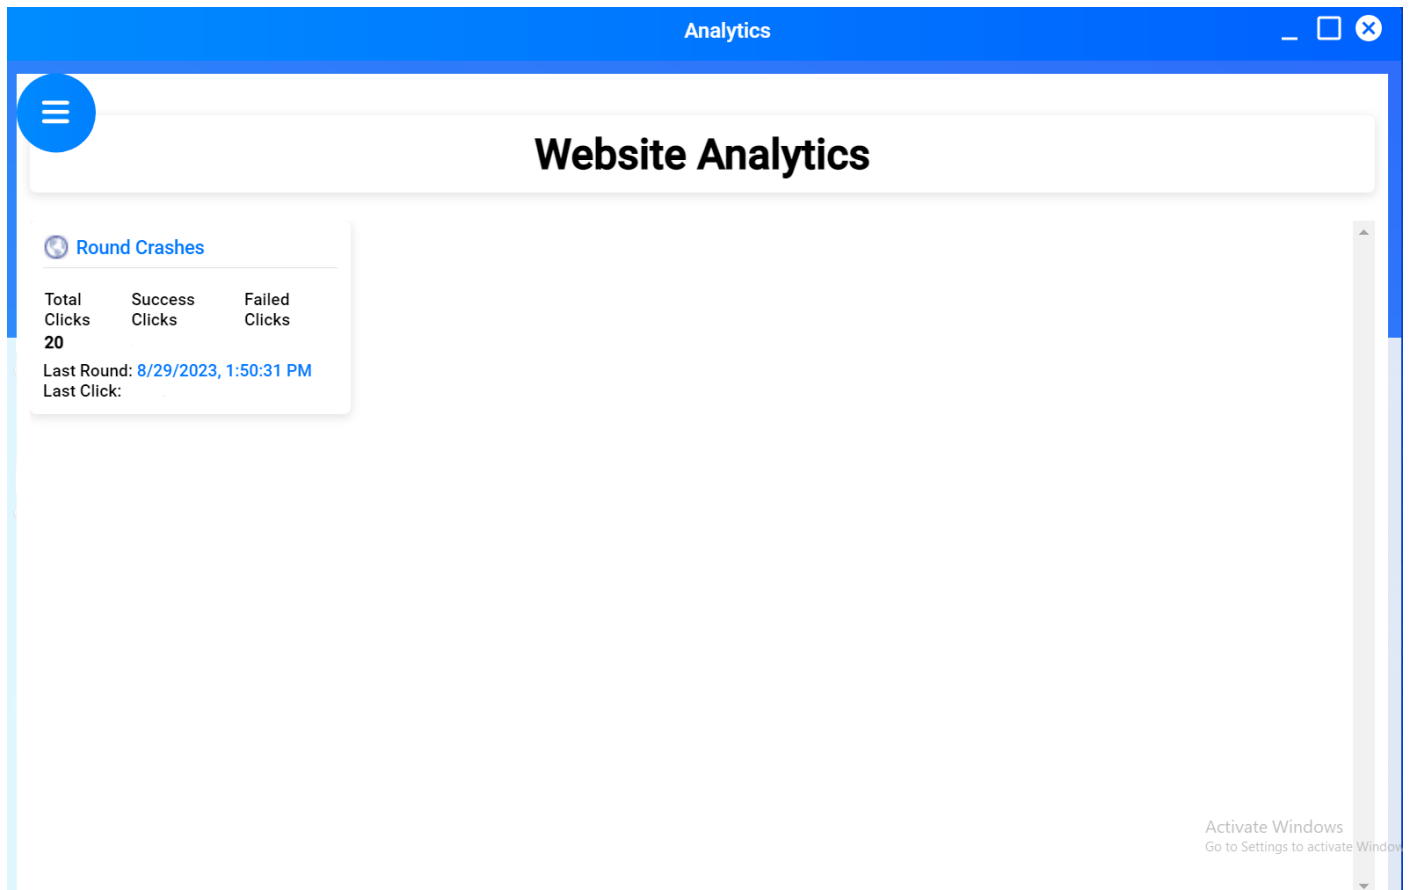 Analytics
Website Analytics
Round Crashes
Total Clicks
Success Clicks
Failed Clicks
20
Last Round: 8/29/2023, 1:50:31 PM
Last Click:
Activate Windows
Go to Settings to activate Window